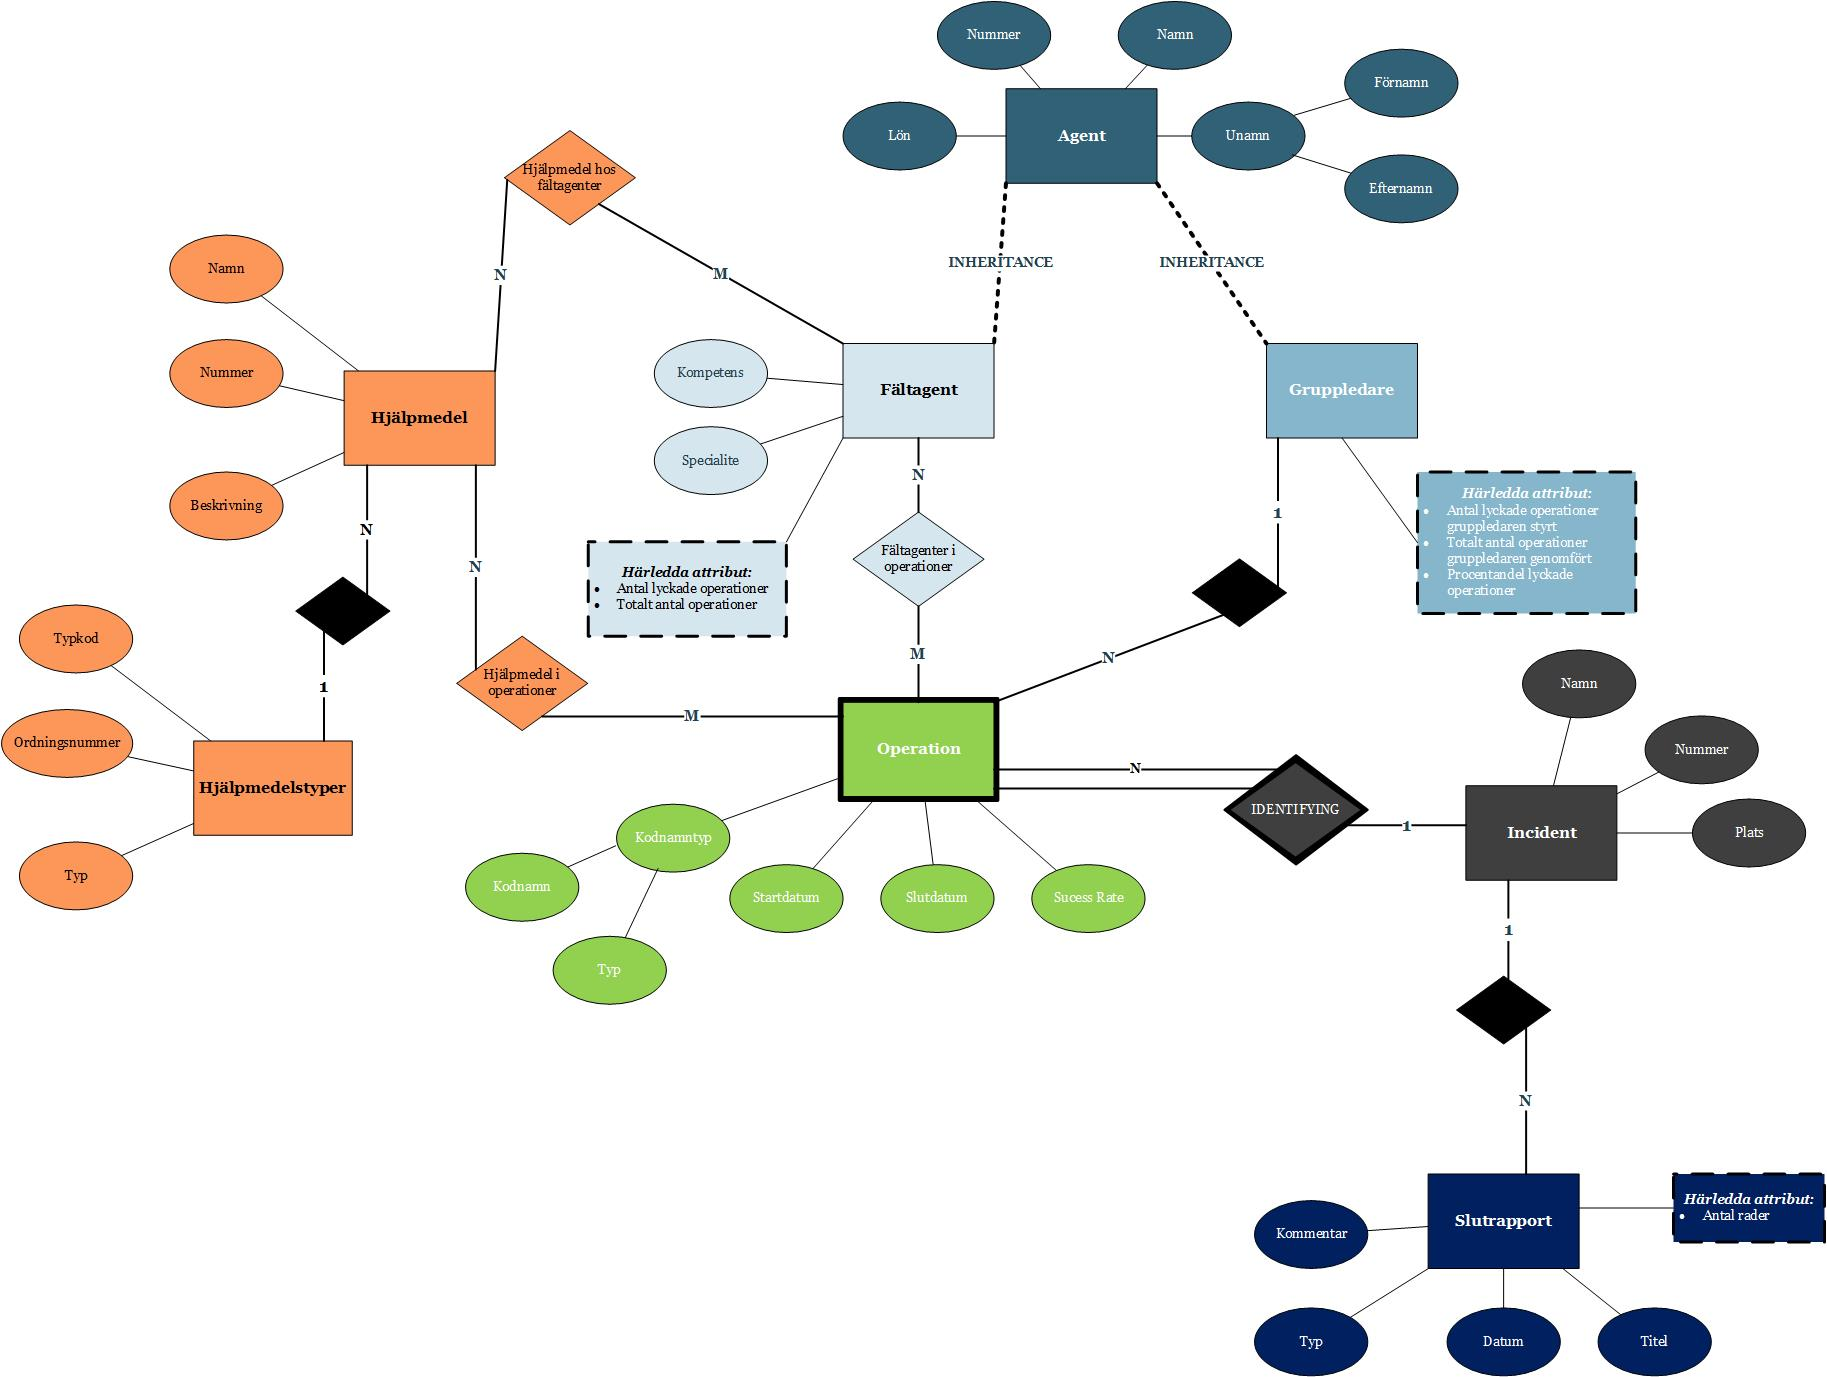 Nummer
Namn
Förnamn
Lön
Agent
Unamn
Efternamn
Hjälpmedel hos
fältagenter
INHERITANCE
INHERITANCE
N
M
Namn
Nummer
Hjälpmedel
Beskrivning
Kompetens
Fältagent
Specialite
Gruppledare
N
1
Härledda attribut:
• Antal lyckade operationer
gruppledaren styrt
• Totalt antal operationer
gruppledaren genomfört
• Procentandel lyckade
operationer
N
N
Härledda attribut:
• Antal lyckade operationer
• Totalt antal operationer
Fältagenter i
operationer
Typkod
1
Hjälpmedel i
operationer
M
N
Namn
Ordningsnummer
Hjälpmedelstyper
M
Operation
N
Nummer
IDENTIFYING
1
Incident
Plats
Typ
Kodnamntyp
Kodnamn
Startdatum
Slutdatum
Sucess Rate
Typ
1
N
Kommentar
Slutrapport
Härledda attribut:
• Antal rader
Typ
Datum
Titel